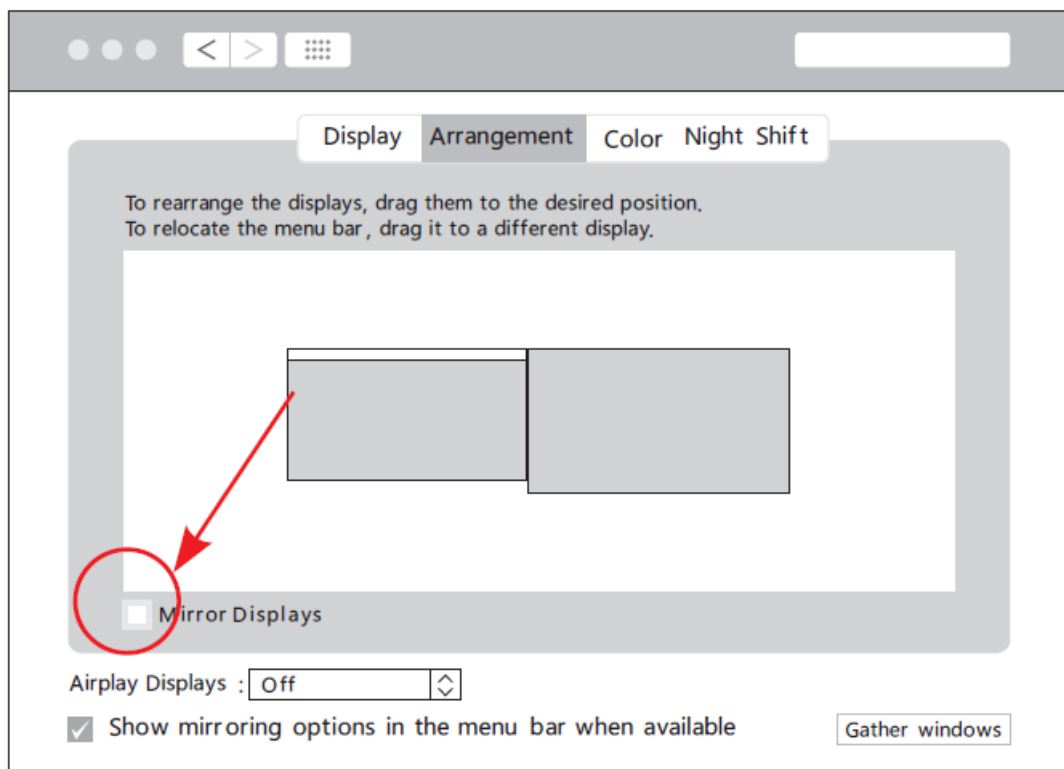 Display Arrangement Color Night Shift
To rearrange the displays, drag them to the desired position.
To relocate the menu bar, drag it to a different display.
Mirror Displays
Airplay Displays : Off
Show mirroring options in the menu bar when available
Gather windows